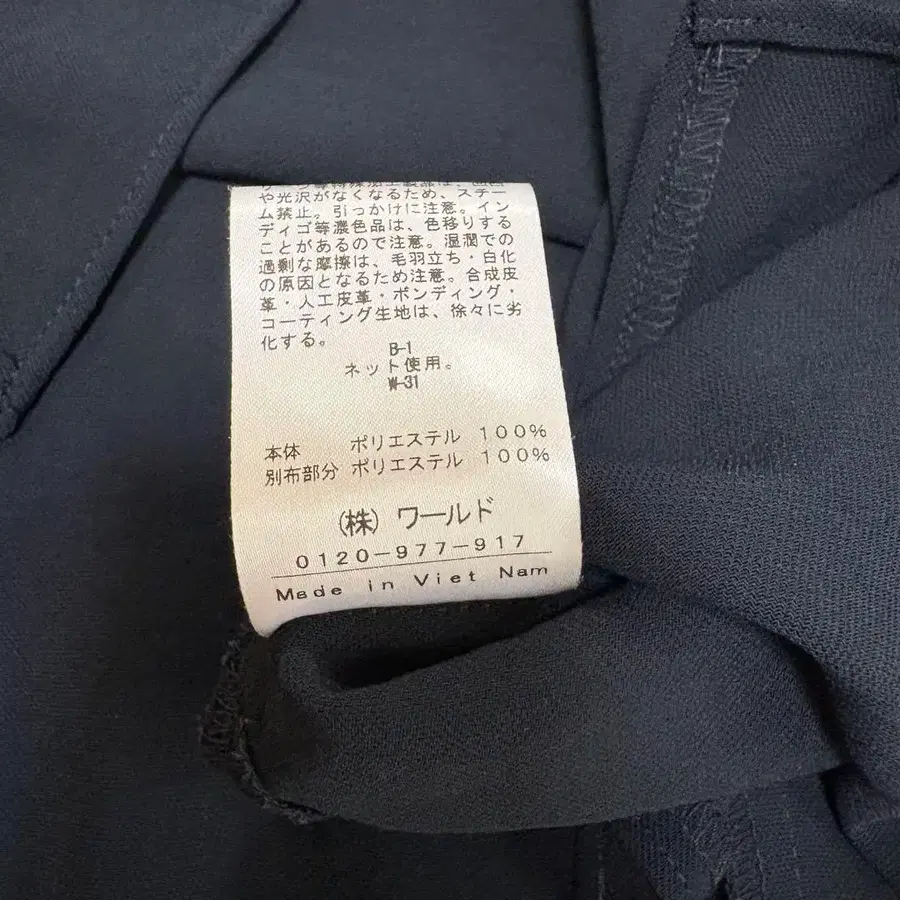 や光沢がなくなるため、スチー
ム禁止。引っかけに注意。イン
ディゴ等濃色品は、色移りする
ことがあるので注意。湿潤での
過剰な摩擦は、毛羽立ち・白化
の原因となるため注意。合成皮
革・人工皮革・ボンディング・
コーティング生地は、徐々に劣
化する。
B-1
ネット使用。
W-31
本体 ポリエステル 100%
別布部分 ポリエステル 100%
(株) ワールド
0120-977-917
Made in Viet Nam